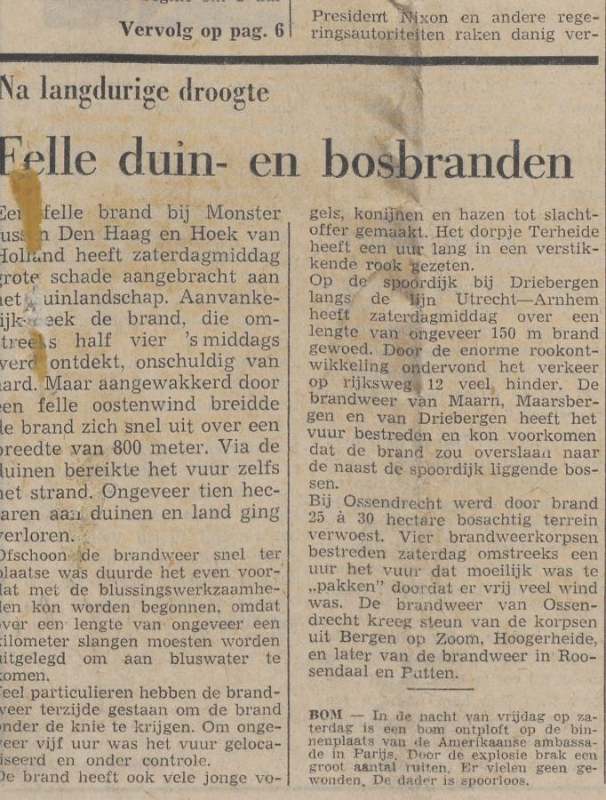 Vervolg op pag. 6
President Nixon en andere rege-
ringsautoriteiten raken danig ver-
Na langdurige droogte
Felle duin- en bosbranden
Een felle brand bij Monster
tussen Den Haag en Hoek van
Holland heeft zaterdagmiddag
grote schade aangebracht aan
het uinlandschap. Aanvanke-
lijk eek de brand, die om-
streeks half vier 's middags
werd ontdekt, onschuldig van
aard. Maar aangewakkerd door
een felle oostenwind breidde
de brand zich snel uit over een
breedte van 800 meter. Via de
duinen bereikte het vuur zelfs
het strand. Ongeveer tien hec-
taren aan duinen en land ging
verloren.
Ofschoon de brandweer snel ter
plaatse was duurde het even voor-
dat met de blussingswerkzaamhe-
den kon worden begonnen, omdat
over een lengte van ongeveer een
kilometer slangen moesten worden
uitgelegd om aan bluswater te
komen.
Veel particulieren hebben de brand-
weer terzijde gestaan om de brand
onder de knie te krijgen. Om onge-
veer vijf uur was het vuur geloca-
liseerd en onder controle.
De brand heeft ook vele jonge vo-
gels, konijnen en hazen tot slacht-
offer gemaakt. Het dorpje Terheide
heeft een uur lang in een verstik-
kende rook gezeten.
Op de spoordijk bij Driebergen
langs de lijn Utrecht—Arnhem
heeft zaterdagmiddag over een
lengte van ongeveer 150 m brand
gewoed. Door de enorme rookont-
wikkeling ondervond het verkeer
op rijksweg 12 veel hinder. De
brandweer van Maarn, Maarsber-
gen en van Driebergen heeft het
vuur bestreden en kon voorkomen
dat de brand zou overslaan naar
de naast de spoordijk liggende bos-
sen.
Bij Ossendrecht werd door brand
25 à 30 hectare bosachtig terrein
verwoest. Vier brandweerkorpsen
bestreden zaterdag omstreeks een
uur het vuur dat moeilijk was te
„pakken” doordat er vrij veel wind
was. De brandweer van Ossen-
drecht kreeg steun van de korpsen
uit Bergen op Zoom, Hoogerheide,
en later van de brandweer in Roo-
sendaal en Putten.
BOM — In de nacht van vrijdag op za-
terdag is een bom ontploft op de bin-
nenplaats van de Amerikaanse ambassa-
de in Parijs. Door de explosie brak een
groot aantal ruiten. Er vielen geen ge-
wonden. De dader is spoorloos.